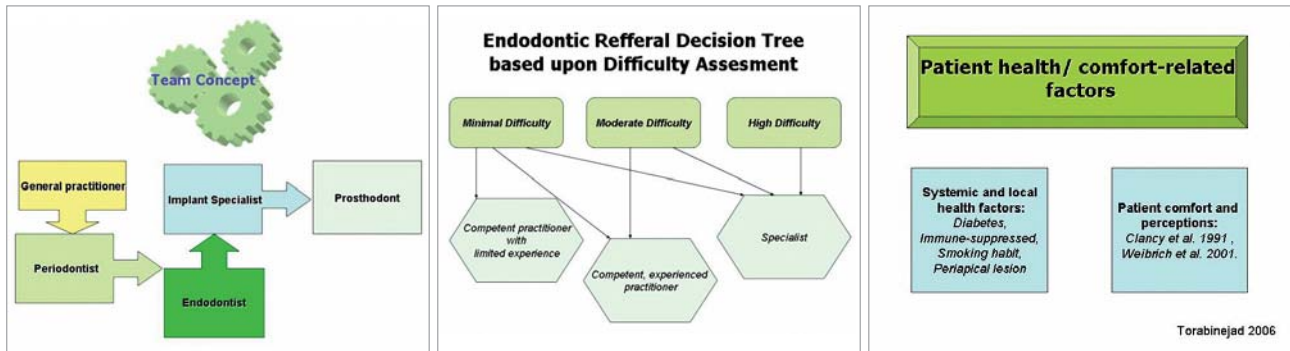 Team Concept
General practitioner
Implant Specialist
Prosthodont
Periodontist
Endodontist
Endodontic Refferal Decision Tree
based upon Difficulty Assesment
Minimal Difficulty
Moderate Difficulty
High Difficulty
Competent practitioner
with
limited experience
Competent, experienced
practitioner
Specialist
Patient health/ comfort-related
factors
Systemic and local
health factors:
Diabetes,
Immune-suppressed,
Smoking habit,
Periapical lesion
Patient comfort and
perceptions:
Clancy et al. 1991 ,
Weibrich et al. 2001.
Torabinejad 2006